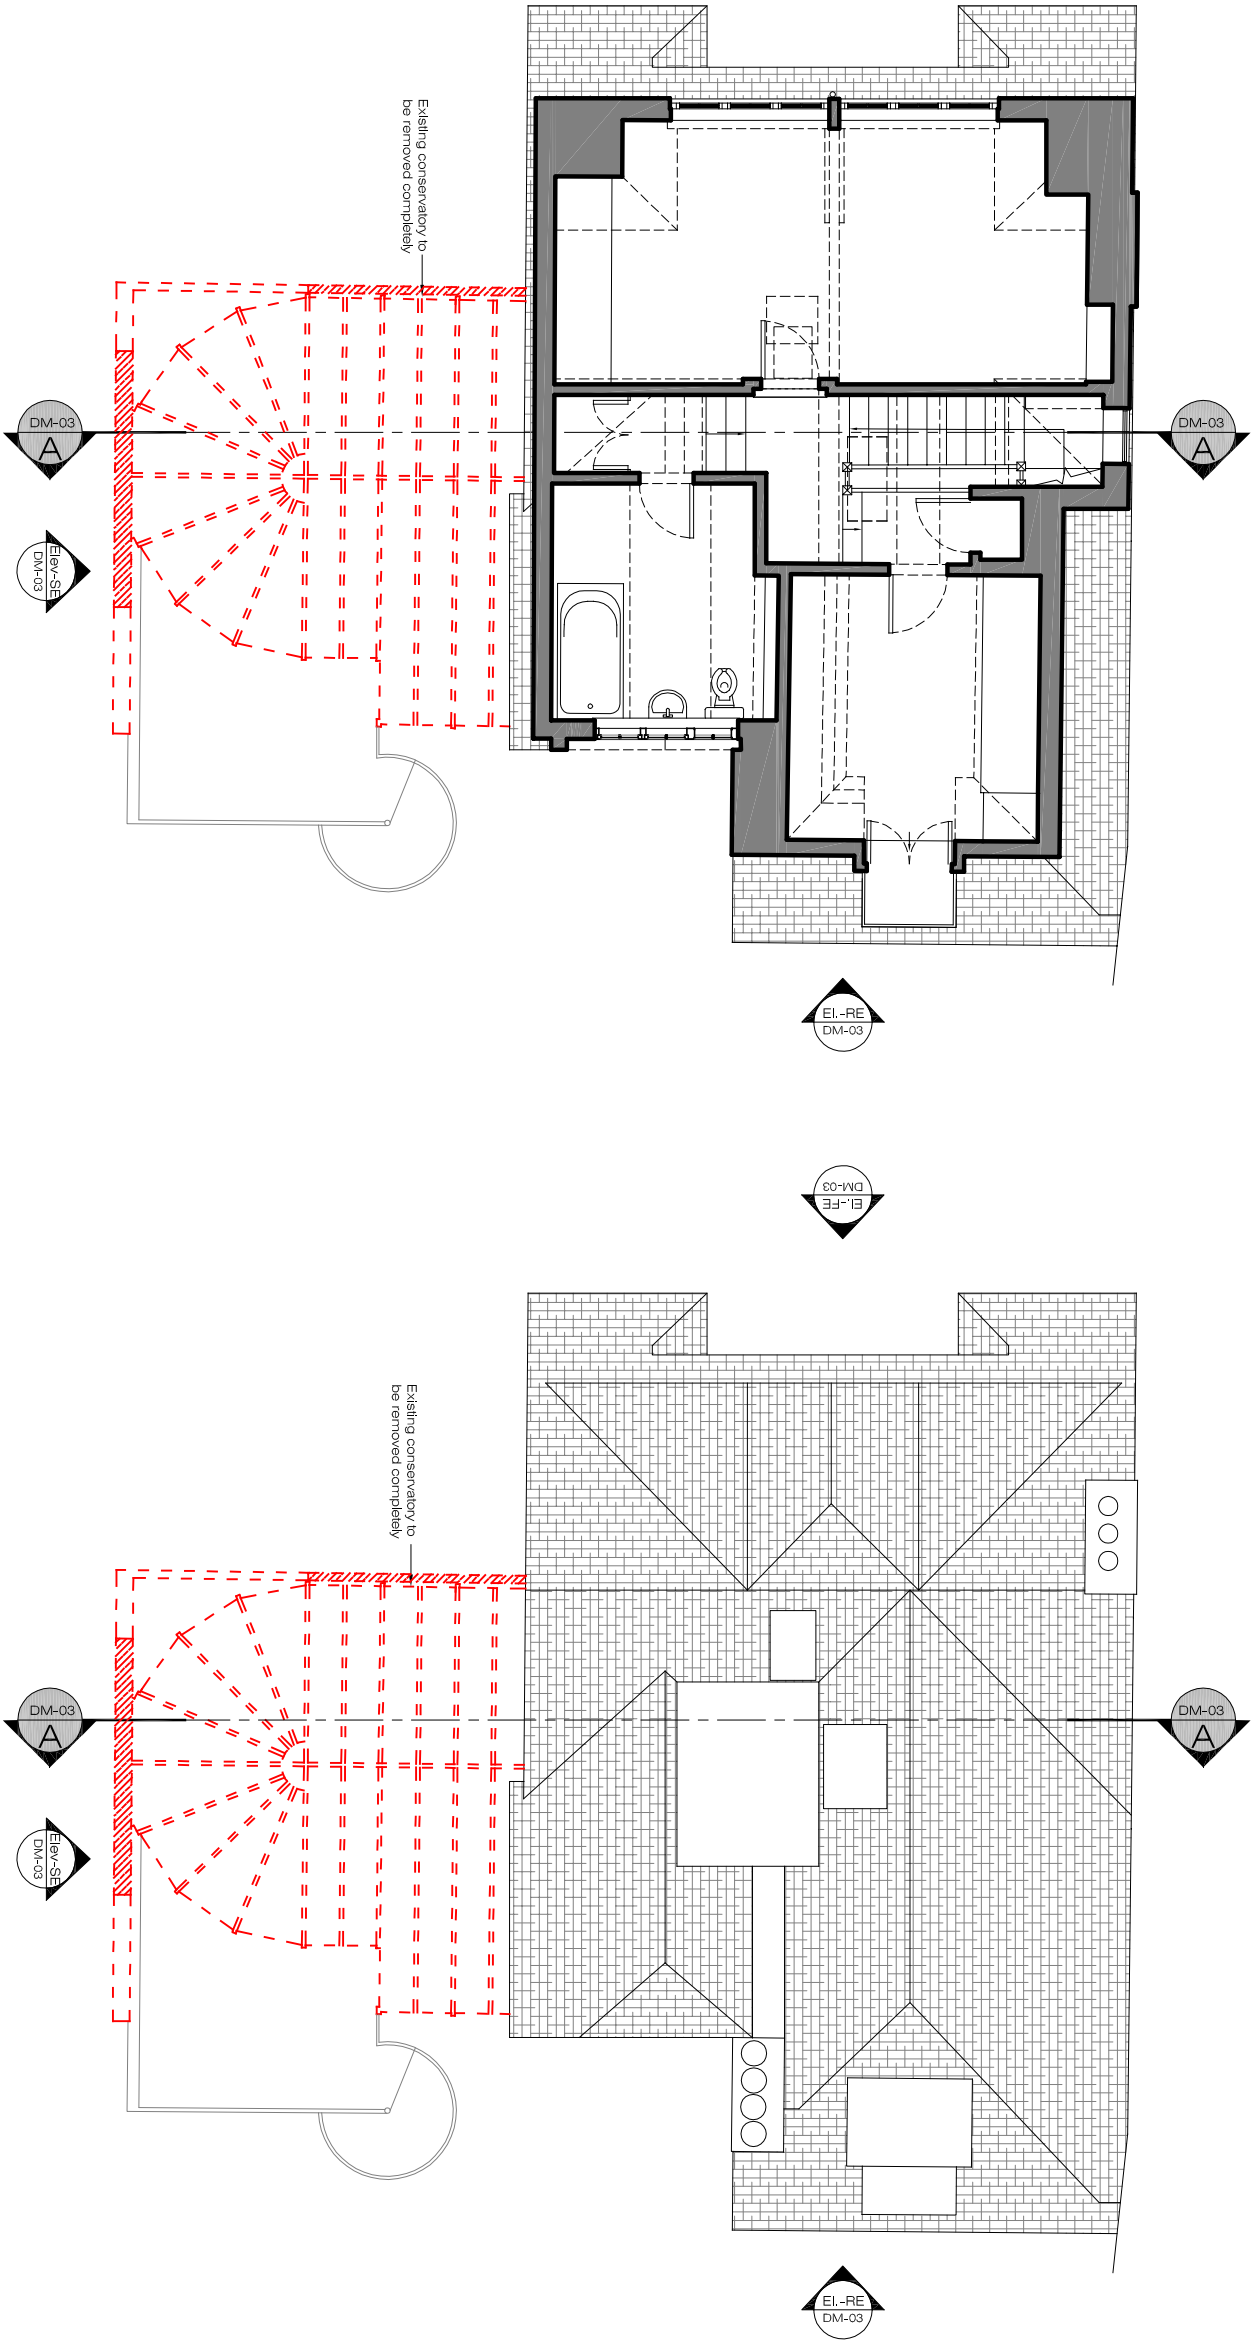 Existing conservatory to
be removed completely
DM-03
A
DM-03
A
Elev-SE
DM-03
El.-RE
DM-03
El.-FE
DM-03
Existing conservatory to
be removed completely
DM-03
A
DM-03
A
Elev-SE
DM-03
El.-RE
DM-03